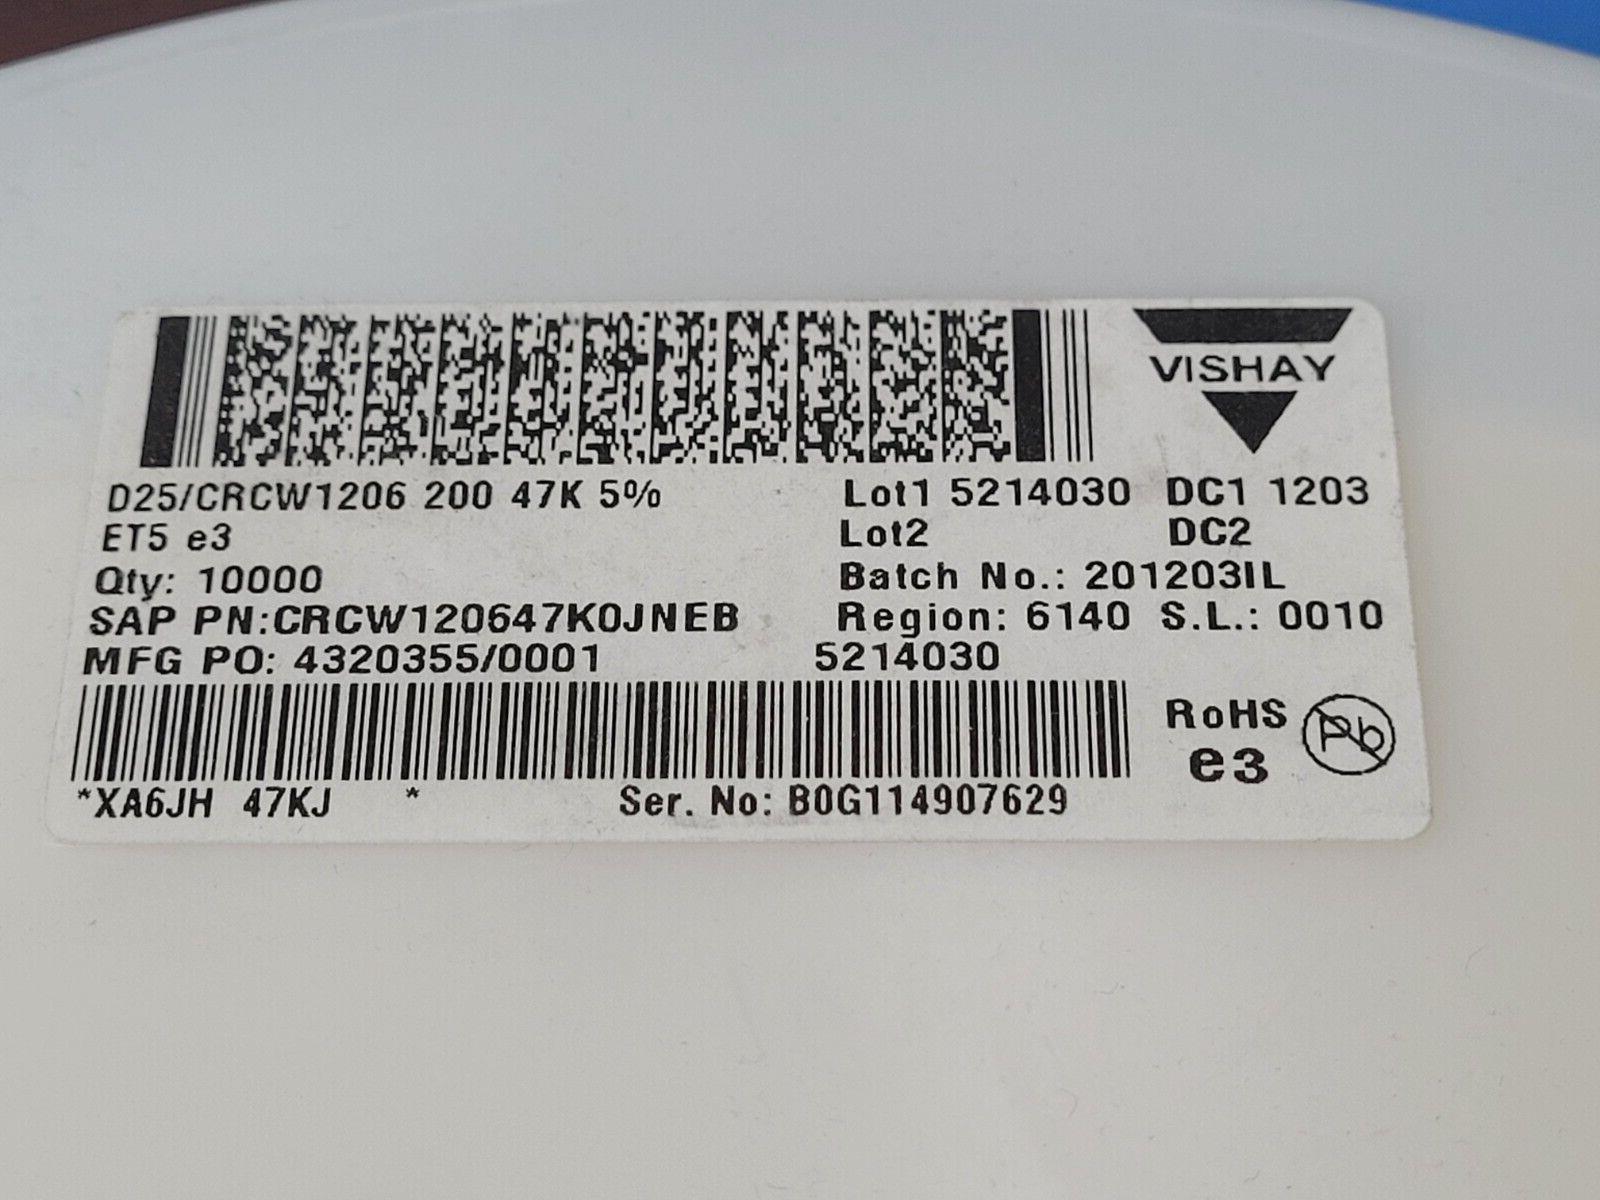 VISHAY
D25/CRCW1206 200 47K 5% Lot1 5214030 DC1 1203
ET5 e3 Lot2 DC2
Qty: 10000 Batch No.: 201203IL
SAP PN:CRCW120647K0JNEB Region: 6140 S.L.: 0010
MFG PO: 4320355/0001 5214030
RoHS Pb
e3
*XA6JH 47KJ * Ser. No: B0G114907629